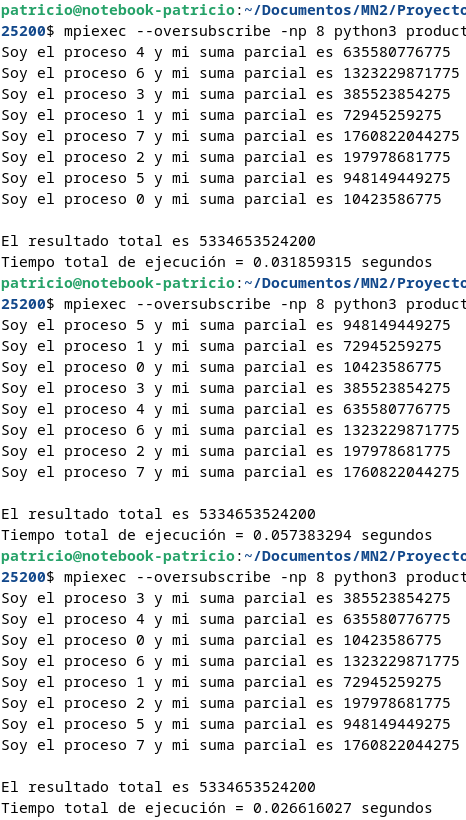 patricio@notebook-patricio:~/Documentos/MN2/Proyecto
25200$ mpiexec --oversubscribe -np 8 python3 product
Soy el proceso 4 y mi suma parcial es 635580776775
Soy el proceso 6 y mi suma parcial es 1323229871775
Soy el proceso 3 y mi suma parcial es 385523854275
Soy el proceso 1 y mi suma parcial es 72945259275
Soy el proceso 7 y mi suma parcial es 1760822044275
Soy el proceso 2 y mi suma parcial es 197978681775
Soy el proceso 5 y mi suma parcial es 948149449275
Soy el proceso 0 y mi suma parcial es 10423586775
El resultado total es 5334653524200
Tiempo total de ejecución = 0.031859315 segundos
patricio@notebook-patricio:~/Documentos/MN2/Proyecto
25200$ mpiexec --oversubscribe -np 8 python3 product
Soy el proceso 5 y mi suma parcial es 948149449275
Soy el proceso 1 y mi suma parcial es 72945259275
Soy el proceso 0 y mi suma parcial es 10423586775
Soy el proceso 3 y mi suma parcial es 385523854275
Soy el proceso 4 y mi suma parcial es 635580776775
Soy el proceso 6 y mi suma parcial es 1323229871775
Soy el proceso 2 y mi suma parcial es 197978681775
Soy el proceso 7 y mi suma parcial es 1760822044275
El resultado total es 5334653524200
Tiempo total de ejecución = 0.057383294 segundos
patricio@notebook-patricio:~/Documentos/MN2/Proyecto
25200$ mpiexec --oversubscribe -np 8 python3 product
Soy el proceso 3 y mi suma parcial es 385523854275
Soy el proceso 4 y mi suma parcial es 635580776775
Soy el proceso 0 y mi suma parcial es 10423586775
Soy el proceso 6 y mi suma parcial es 1323229871775
Soy el proceso 1 y mi suma parcial es 72945259275
Soy el proceso 2 y mi suma parcial es 197978681775
Soy el proceso 5 y mi suma parcial es 948149449275
Soy el proceso 7 y mi suma parcial es 1760822044275
El resultado total es 5334653524200
Tiempo total de ejecución = 0.026616027 segundos